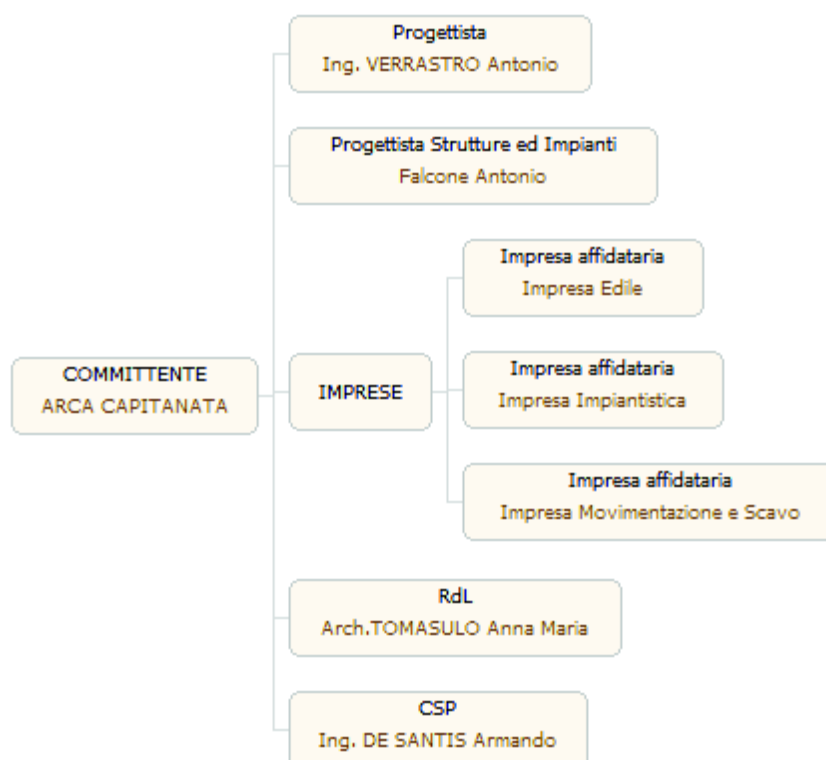 Progettista
Ing. VERRASTRO Antonio
Progettista Strutture ed Impianti
Falcone Antonio
Impresa affidataria
Impresa Edile
COMMITTENTE
ARCA CAPITANATA
IMPRESE
Impresa affidataria
Impresa Impiantistica
Impresa affidataria
Impresa Movimentazione e Scavo
RdL
Arch.TOMASULO Anna Maria
CSP
Ing. DE SANTIS Armando